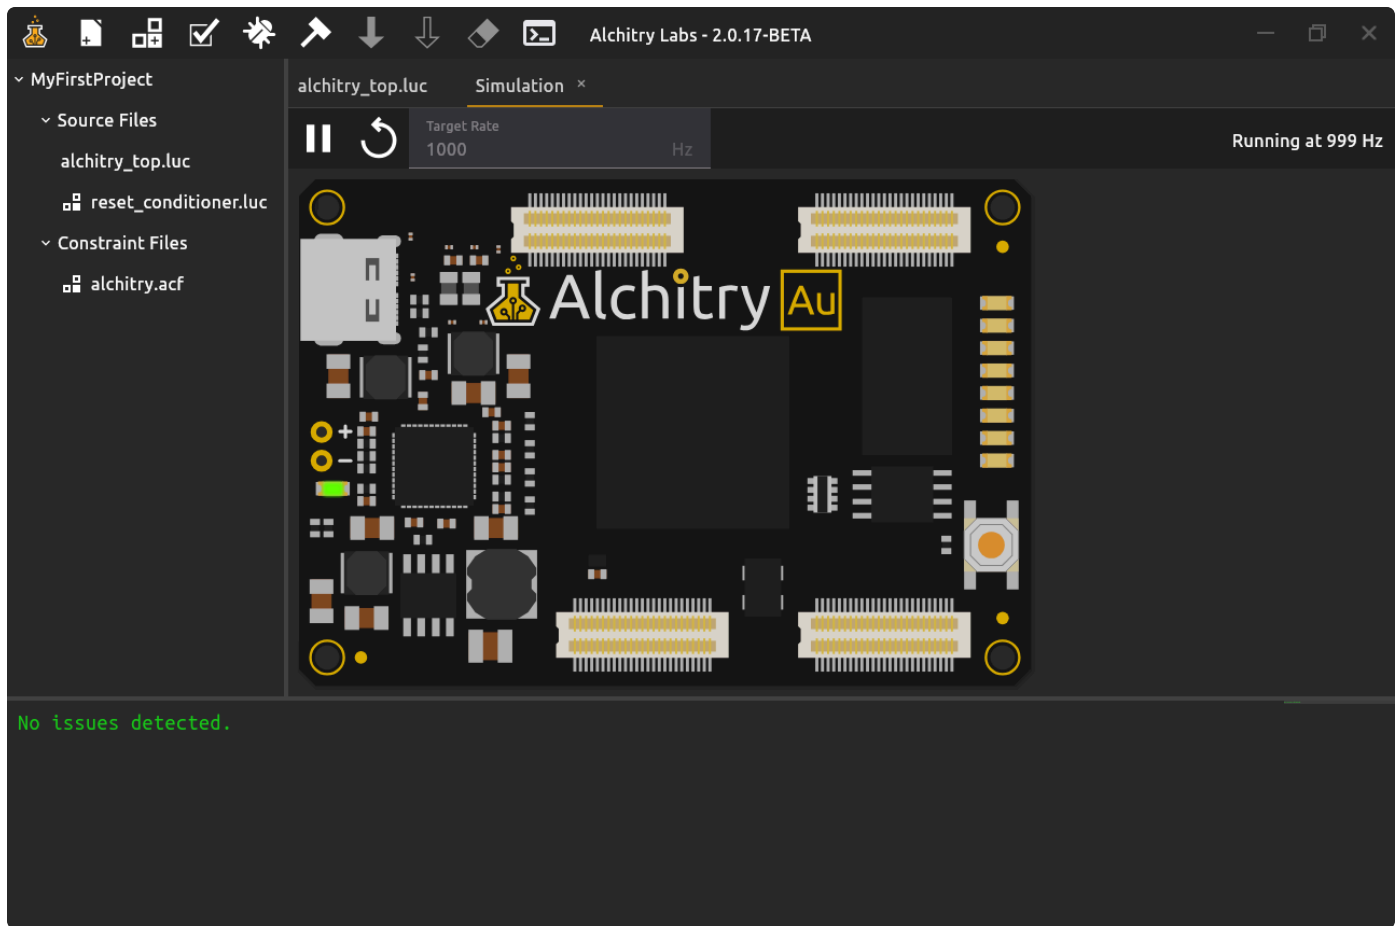 Alchitry Labs - 2.0.17-BETA
MyFirstProject
Source Files
alchitry_top.luc
reset_conditioner.luc
Constraint Files
alchitry.acf
alchitry_top.luc
Simulation ×
Target Rate
1000 Hz
Running at 999 Hz
Alchitry Au
+
−
No issues detected.